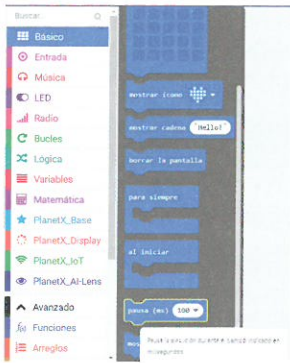 Buscar...
Básico
Entrada
Música
LED
Radio
Bucles
Lógica
Variables
Matemática
PlanetX_Base
PlanetX_Display
PlanetX_IoT
PlanetX_AI-Lens
Avanzado
Funciones
Arreglos
mostrar ícono
mostrar cadena "Hello!"
borrar la pantalla
para siempre
al iniciar
pausa (ms) 100